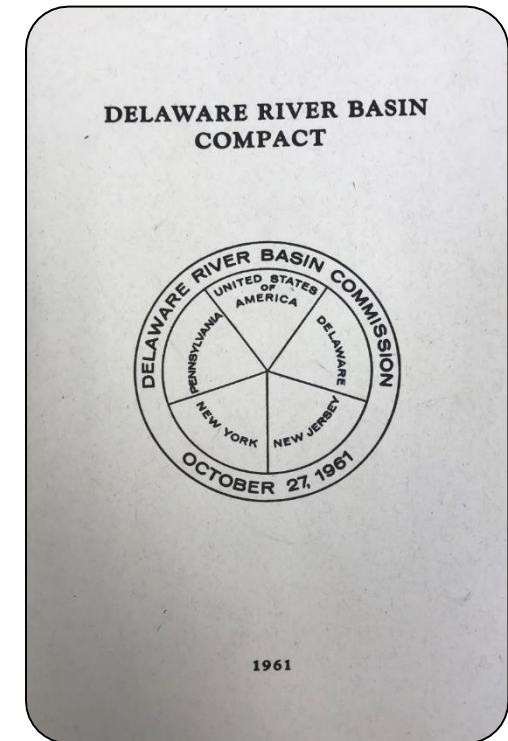 DELAWARE RIVER BASIN
COMPACT
DELAWARE RIVER BASIN COMMISSION
UNITED STATES
OF
AMERICA
PENNSYLVANIA
DELAWARE
NEW YORK
NEW JERSEY
OCTOBER 27, 1961
1961